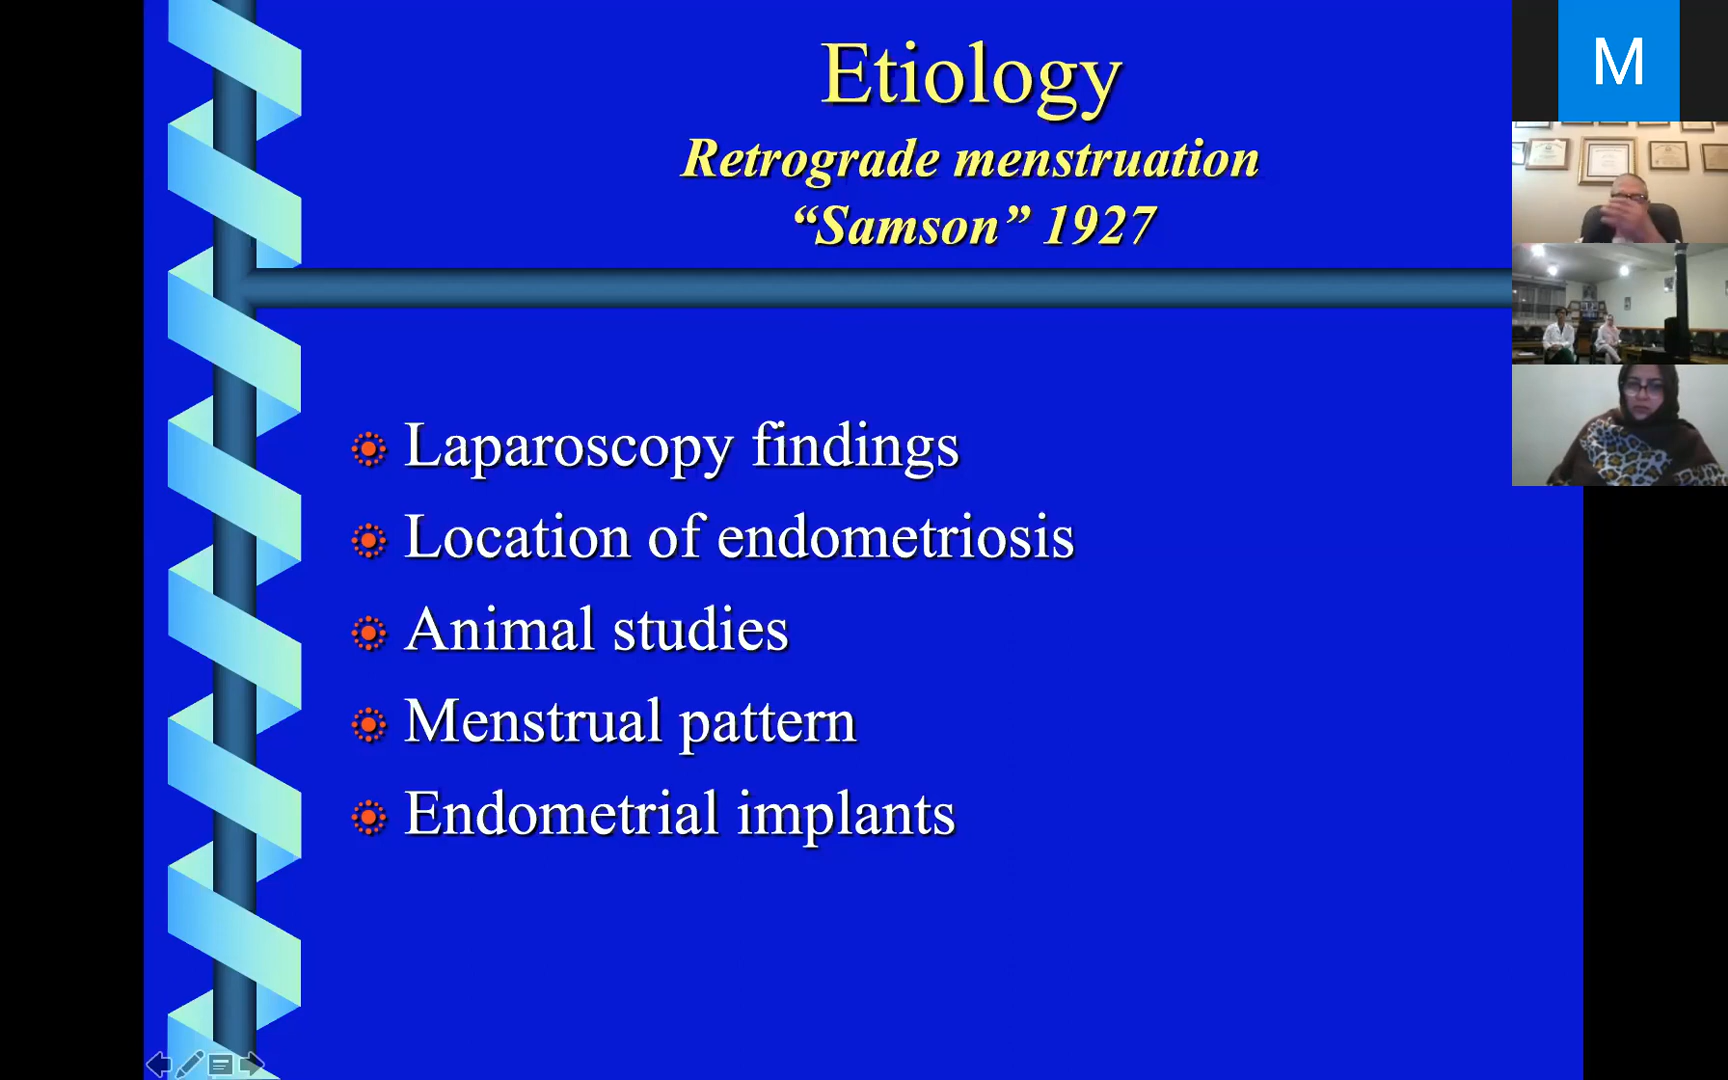 Etiology
Retrograde menstruation
“Samson” 1927
Laparoscopy findings
Location of endometriosis
Animal studies
Menstrual pattern
Endometrial implants
M